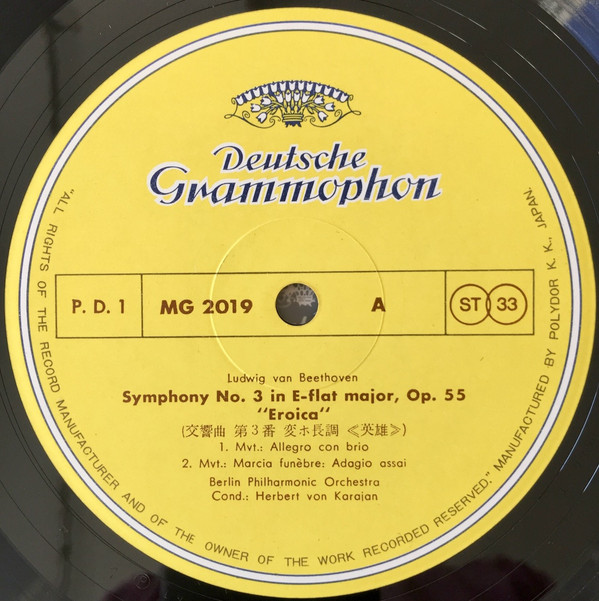 Deutsche
Grammophon
P. D. 1 MG 2019 A ST 33
Ludwig van Beethoven
Symphony No. 3 in E-flat major, Op. 55
"Eroica"
(交響曲 第3番 変ホ長調 《英雄》)
1. Mvt.: Allegro con brio
2. Mvt.: Marcia funèbre: Adagio assai
Berlin Philharmonic Orchestra
Cond.: Herbert von Karajan
"ALL RIGHTS OF THE RECORD MANUFACTURER AND OF THE OWNER OF THE WORK RECORDED RESERVED." MANUFACTURED BY POLYDOR K. K., JAPAN.